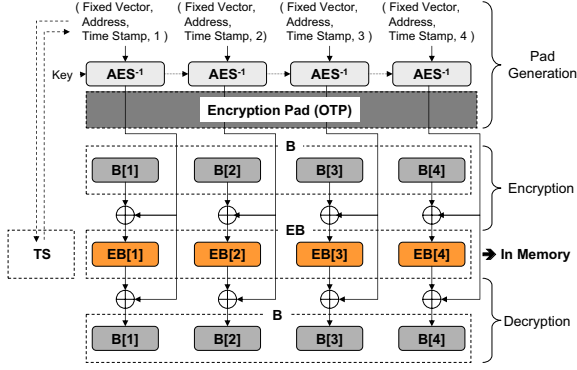 ( Fixed Vector, Address, Time Stamp, 1 )
( Fixed Vector, Address, Time Stamp, 2)
( Fixed Vector, Address, Time Stamp, 3 )
( Fixed Vector, Address, Time Stamp, 4 )
Pad Generation
Key
AES-1
AES-1
AES-1
AES-1
Encryption Pad (OTP)
B
B[1]
B[2]
B[3]
B[4]
Encryption
EB
TS
EB[1]
EB[2]
EB[3]
EB[4]
➔ In Memory
B
Decryption
B[1]
B[2]
B[3]
B[4]